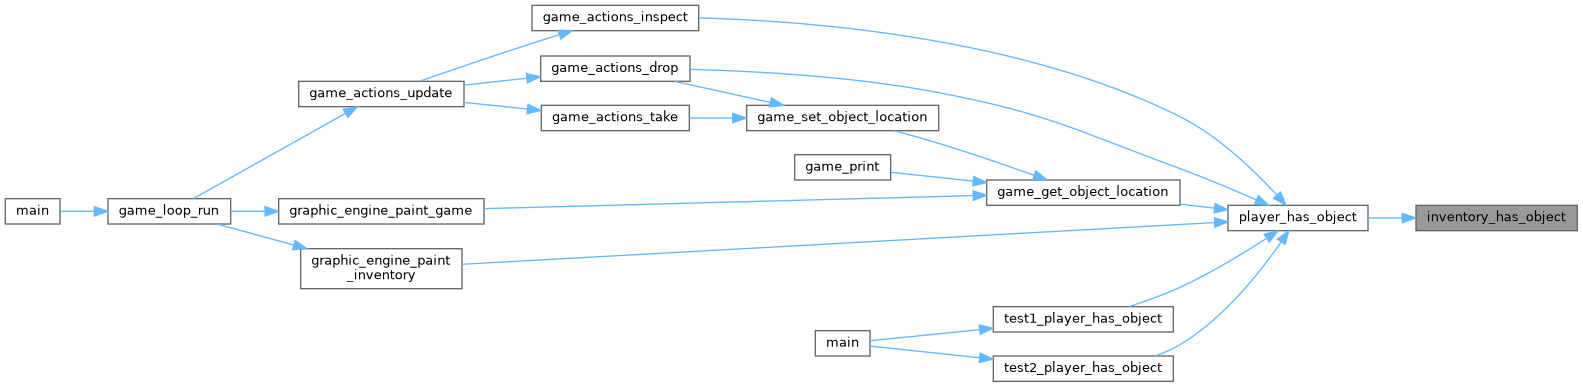 game_actions_inspect
game_actions_drop
game_actions_update
game_actions_take
game_set_object_location
game_print
game_get_object_location
main
game_loop_run
graphic_engine_paint_game
player_has_object
inventory_has_object
graphic_engine_paint
_inventory
test1_player_has_object
main
test2_player_has_object